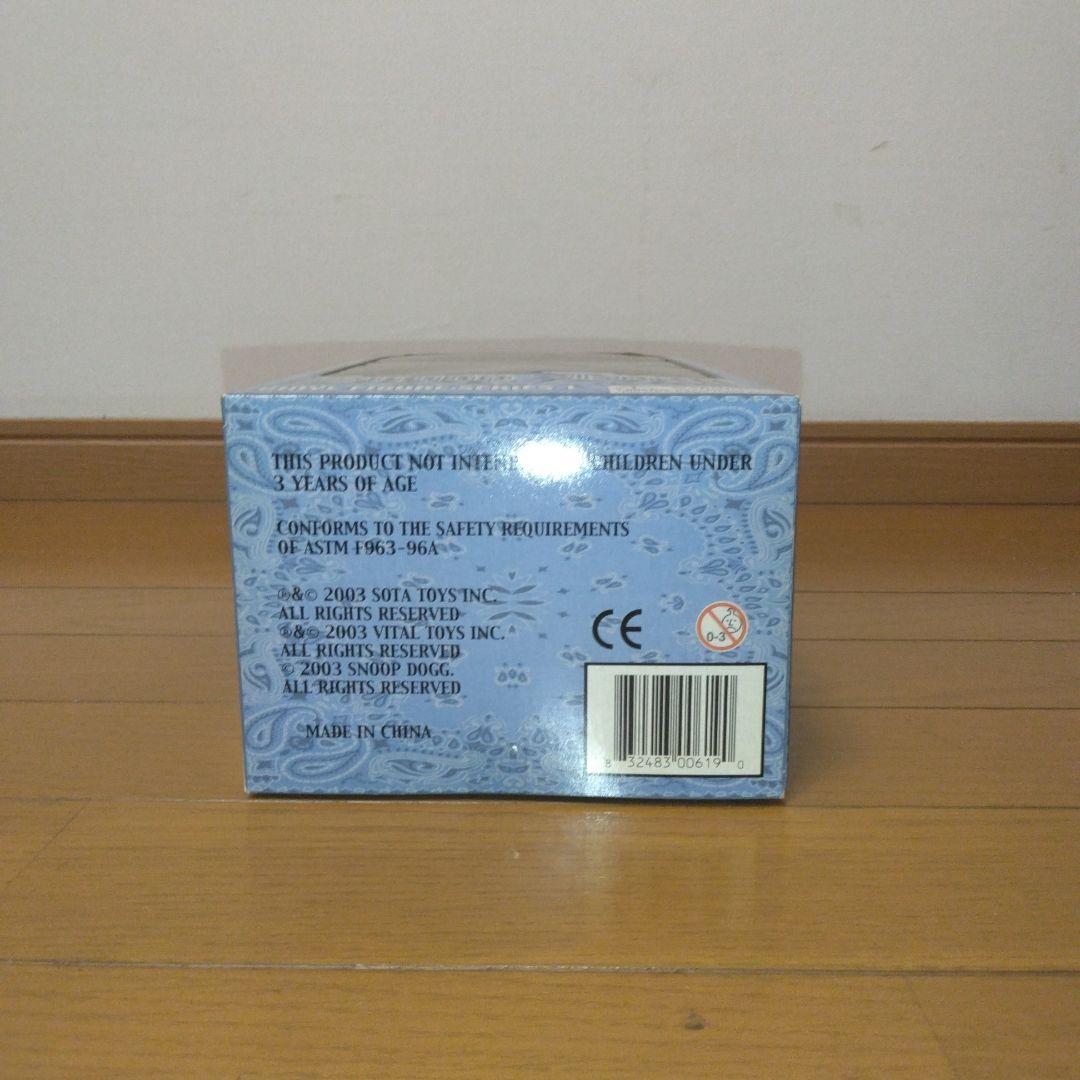 THIS PRODUCT NOT CHILDREN UNDER
3 YEARS OF AGE
CONFORMS TO THE SAFETY REQUIREMENTS
OF ASTM F963-96A
℗&© 2003 SOTA TOYS INC.
ALL RIGHTS RESERVED
℗&© 2003 VITAL TOYS INC.
ALL RIGHTS RESERVED
© 2003 SNOOP DOGG.
ALL RIGHTS RESERVED
MADE IN CHINA
CE
0-3
8 32483 00619 0